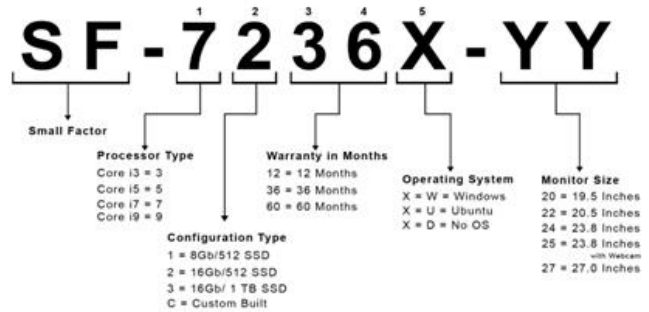 1 2 3 4 5
SF-7236X-YY
Small Factor
Processor Type
Core i3 = 3
Core i5 = 5
Core i7 = 7
Core i9 = 9
Configuration Type
1 = 8Gb/512 SSD
2 = 16Gb/512 SSD
3 = 16Gb/ 1 TB SSD
C = Custom Built
Warranty in Months
12 = 12 Months
36 = 36 Months
60 = 60 Months
Operating System
X = W = Windows
X = U = Ubuntu
X = D = No OS
Monitor Size
20 = 19.5 Inches
22 = 20.5 Inches
24 = 23.8 Inches
25 = 23.8 Inches
with Webcam
27 = 27.0 Inches